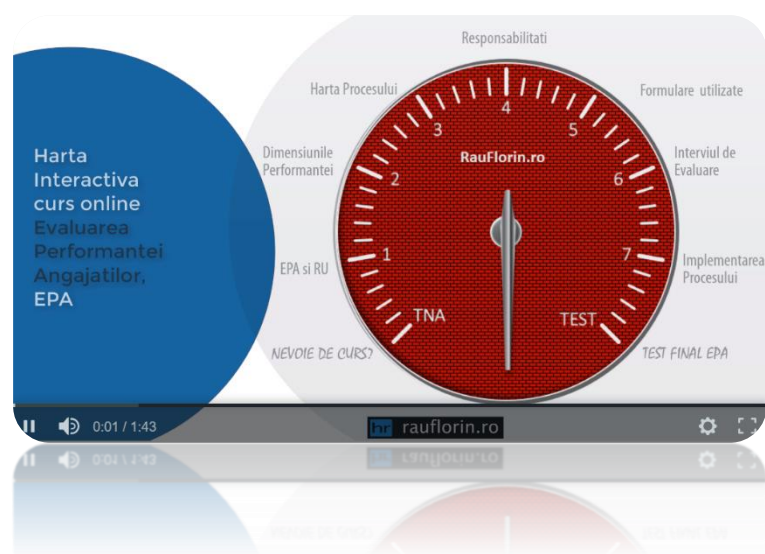 Harta
Interactiva
curs online
Evaluarea
Performantei
Angajatilor,
EPA
Responsabilitati
Harta Procesului
Formulare utilizate
Dimensiunile
Performantei
Interviul de
Evaluare
EPA si RU
Implementarea
Procesului
NEVOIE DE CURS?
TEST FINAL EPA
RauFlorin.ro
TNA
1
2
3
4
5
6
7
TEST
0:01 / 1:43
hr rauflorin.ro